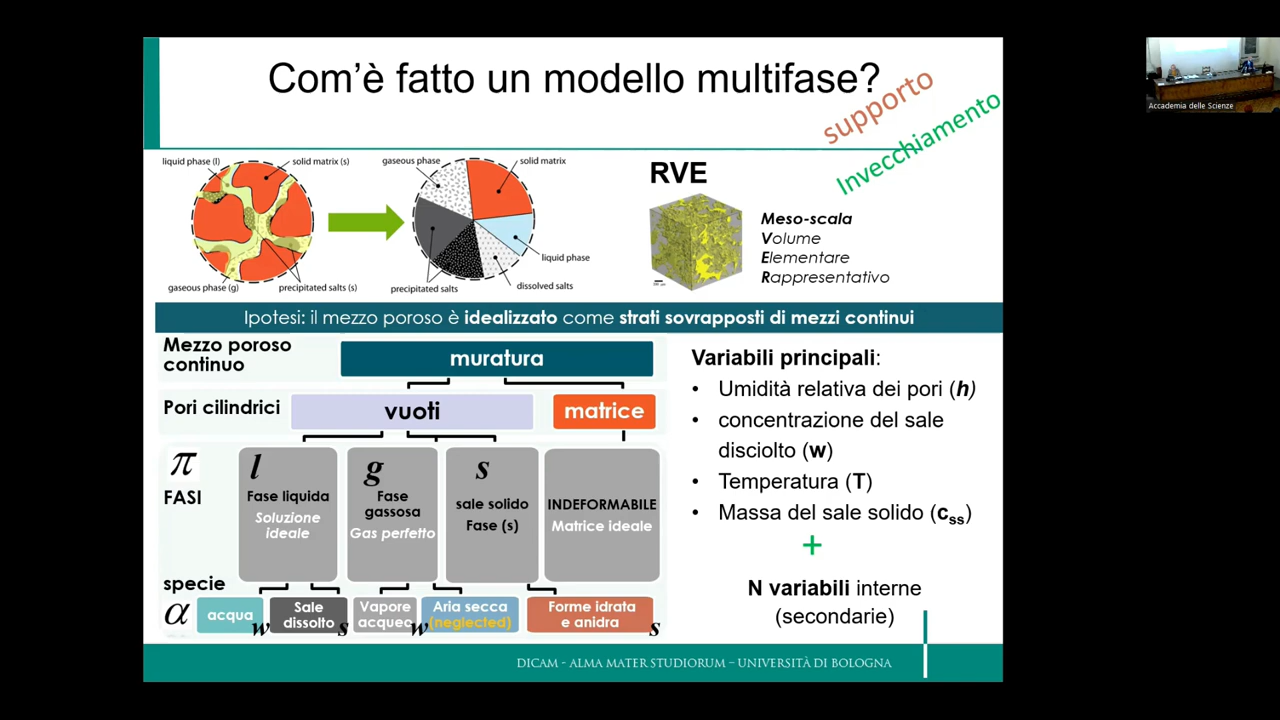 Com'è fatto un modello multifase?
supporto
Invecchiamento
Accademia delle Scienze
liquid phase (l)
solid matrix (s)
gaseous phase (g)
precipitated salts (s)
gaseous phase
solid matrix
liquid phase
dissolved salts
precipitated salts
RVE
Meso-scala
Volume
Elementare
Rappresentativo
Ipotesi: il mezzo poroso è idealizzato come strati sovrapposti di mezzi continui
Mezzo poroso
continuo
muratura
Pori cilindrici
vuoti
matrice
π
FASI
l
Fase liquida
Soluzione
ideale
g
Fase
gassosa
Gas perfetto
s
sale solido
Fase (s)
INDEFORMABILE
Matrice ideale
specie
α
acqua
w
Sale
dissolto
s
Vapore
acqueo
w
Aria secca
(neglected)
Forme idrata
e anidra
s
Variabili principali:
• Umidità relativa dei pori (h)
• concentrazione del sale
disciolto (w)
• Temperatura (T)
• Massa del sale solido (css)
+
N variabili interne
(secondarie)
DICAM - ALMA MATER STUDIORUM – UNIVERSITÀ DI BOLOGNA